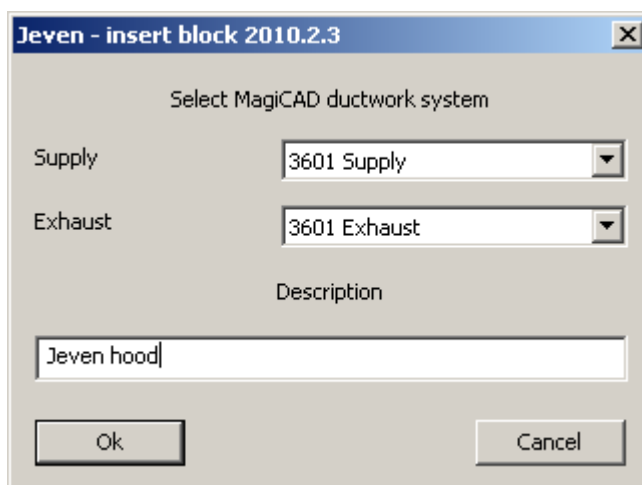 Jeven - insert block 2010.2.3
Select MagiCAD ductwork system
Supply 3601 Supply
Exhaust 3601 Exhaust
Description
Jeven hood
Ok Cancel